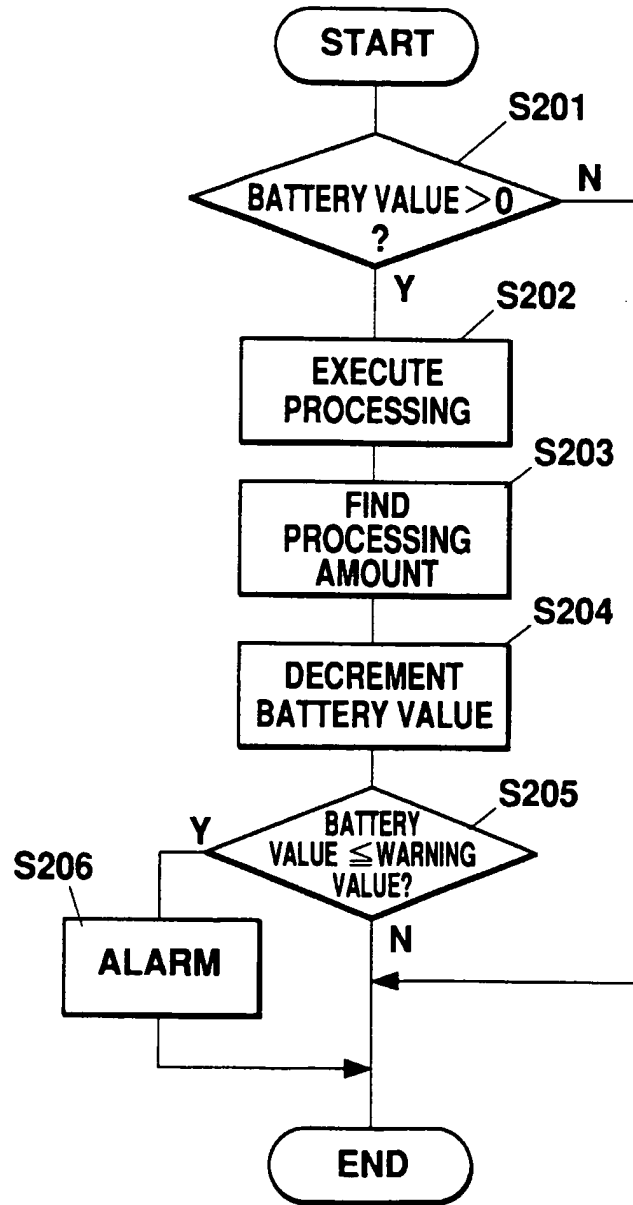 START
S201
BATTERY VALUE >0
?
N
Y
S202
EXECUTE
PROCESSING
S203
FIND
PROCESSING
AMOUNT
S204
DECREMENT
BATTERY VALUE
S205
BATTERY
VALUE ≦ WARNING
VALUE?
Y
S206
ALARM
N
END